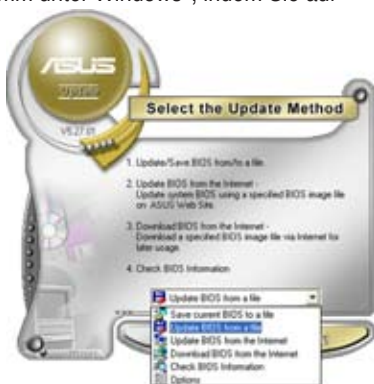 unter Windows , indem Sie auf
ASUS
Update
Select the Update Method
1. Update/Save BIOS from/to a file.
2. Update BIOS from the Internet -
Update system BIOS using a specified BIOS image file
on ASUS Web Site.
3. Download BIOS from the Internet -
Download a specified BIOS image file via Internet for
later usage.
4. Check BIOS Information
Update BIOS from a file
Save current BIOS to a file
Update BIOS from a file
Update BIOS from the Internet
Download BIOS from the Internet
Check BIOS Information
Options